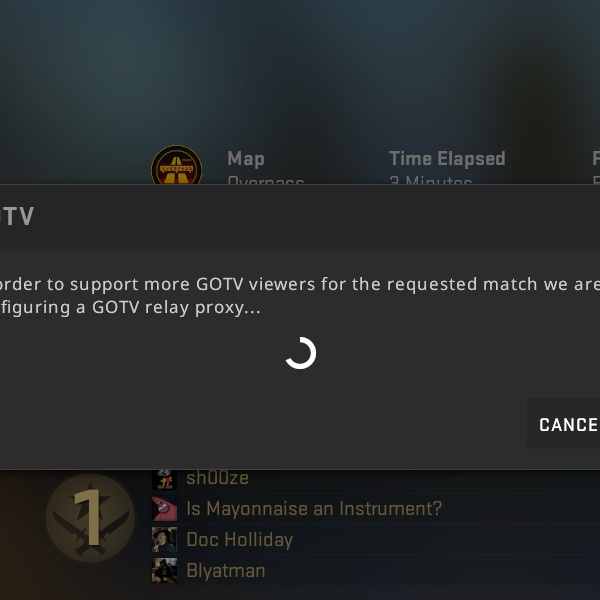 Map
Time Elapsed
Overpass
3 Minutes
OTV
order to support more GOTV viewers for the requested match we are
figuring a GOTV relay proxy...
CANCE
1
sh00ze
Is Mayonnaise an Instrument?
Doc Holliday
Blyatman